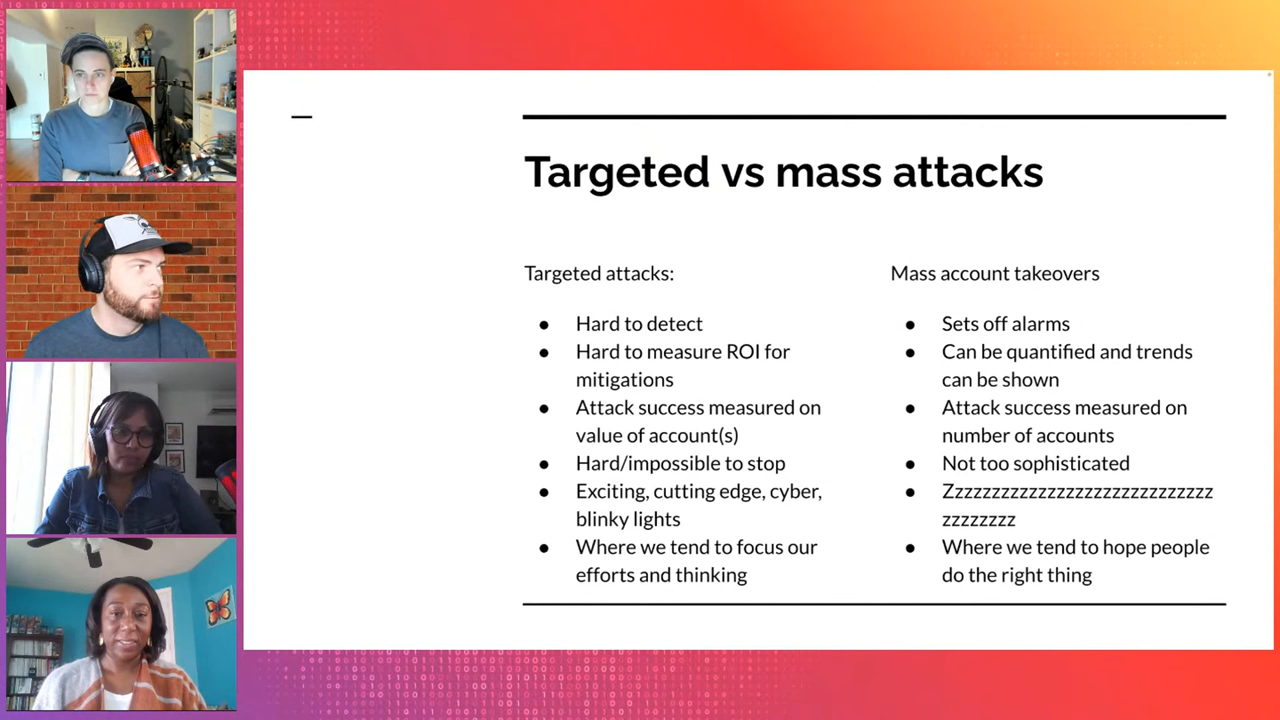 Targeted vs mass attacks
Targeted attacks:
● Hard to detect
● Hard to measure ROI for
mitigations
● Attack success measured on
value of account(s)
● Hard/impossible to stop
● Exciting, cutting edge, cyber,
blinky lights
● Where we tend to focus our
efforts and thinking
Mass account takeovers
● Sets off alarms
● Can be quantified and trends
can be shown
● Attack success measured on
number of accounts
● Not too sophisticated
● Zzzzzzzzzzzzzzzzzzzzzzzzzzzzz
zzzzzzzz
● Where we tend to hope people
do the right thing